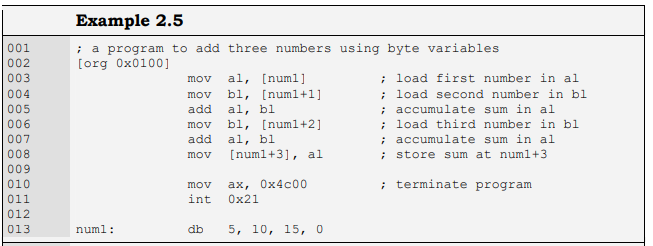 Example 2.5
001 ; a program to add three numbers using byte variables
002 [org 0x0100]
003 mov al, [num1] ; load first number in al
004 mov bl, [num1+1] ; load second number in bl
005 add al, bl ; accumulate sum in al
006 mov bl, [num1+2] ; load third number in bl
007 add al, bl ; accumulate sum in al
008 mov [num1+3], al ; store sum at num1+3
009
010 mov ax, 0x4c00 ; terminate program
011 int 0x21
012
013 num1: db 5, 10, 15, 0